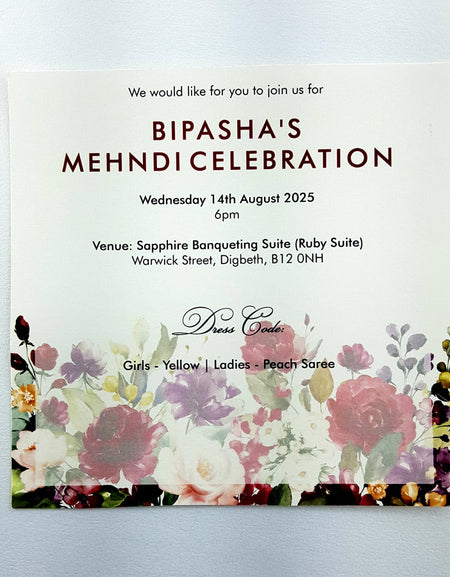 We would like for you to join us for
BIPASHA'S
MEHNDI CELEBRATION
Wednesday 14th August 2025
6pm
Venue: Sapphire Banqueting Suite (Ruby Suite)
Warwick Street, Digbeth, B12 0NH
Dress Code:
Girls - Yellow | Ladies - Peach Saree